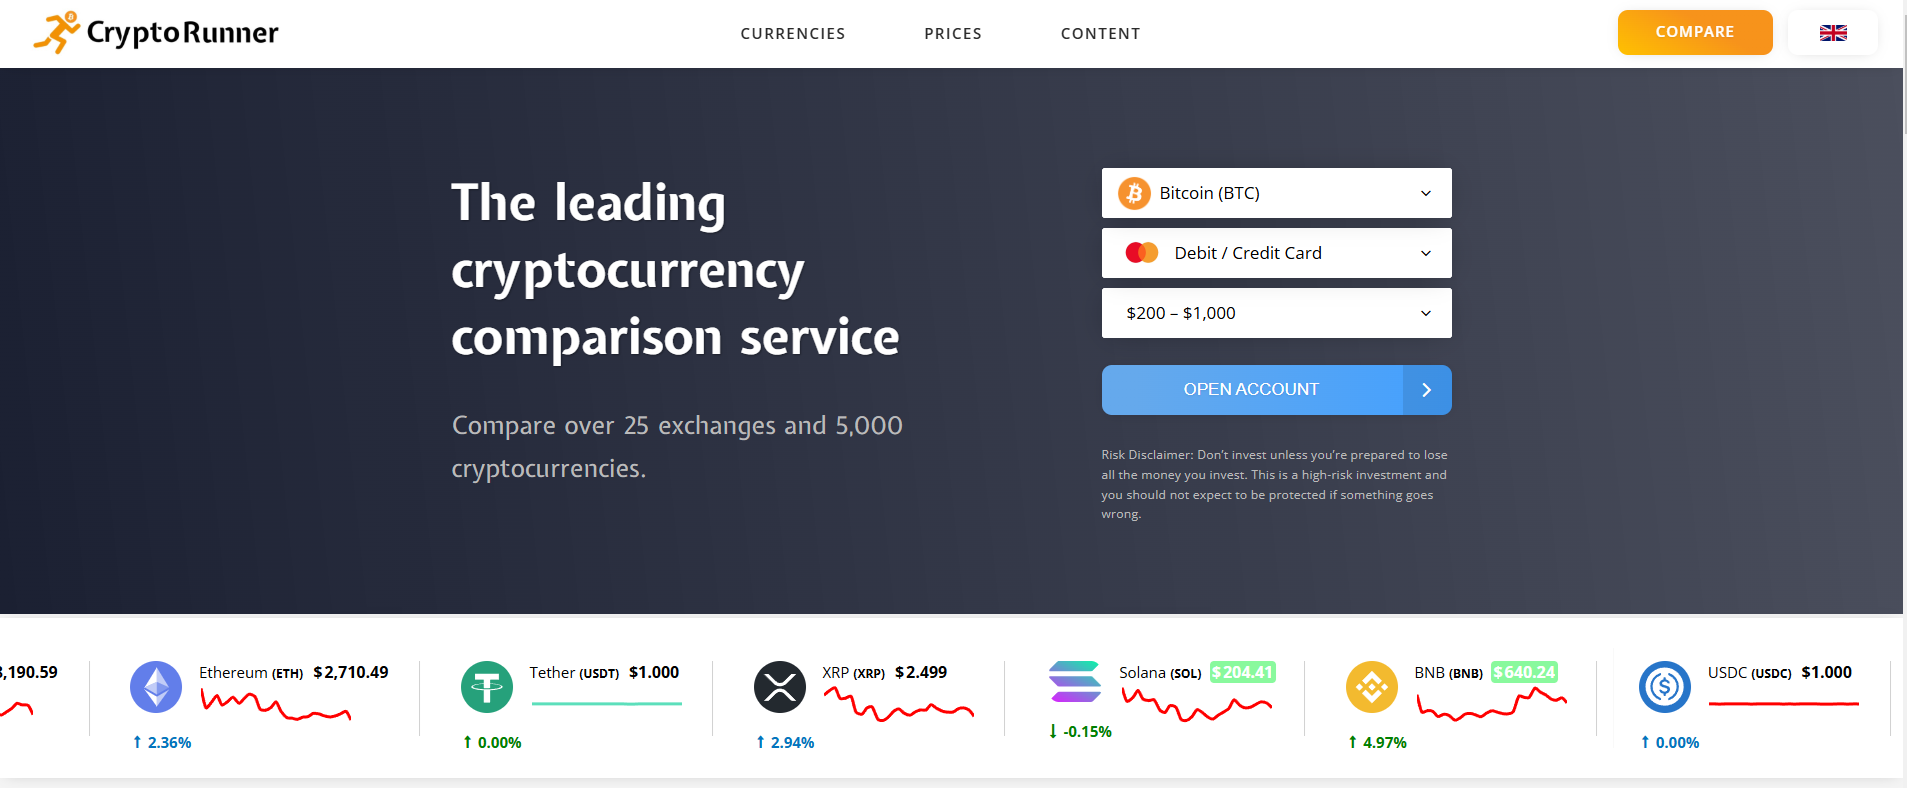 CryptoRunner
CURRENCIES
PRICES
CONTENT
COMPARE
The leading
cryptocurrency
comparison service
Compare over 25 exchanges and 5,000
cryptocurrencies.
Bitcoin (BTC)
Debit / Credit Card
$200 – $1,000
OPEN ACCOUNT
Risk Disclaimer: Don't invest unless you're prepared to lose
all the money you invest. This is a high-risk investment and
you should not expect to be protected if something goes
wrong.
,190.59
Ethereum (ETH) $2,710.49
↑ 2.36%
Tether (USDT) $1.000
↑ 0.00%
XRP (XRP) $2.499
↑ 2.94%
Solana (SOL) $204.41
↓ -0.15%
BNB (BNB) $640.24
↑ 4.97%
USDC (USDC) $1.000
↑ 0.00%